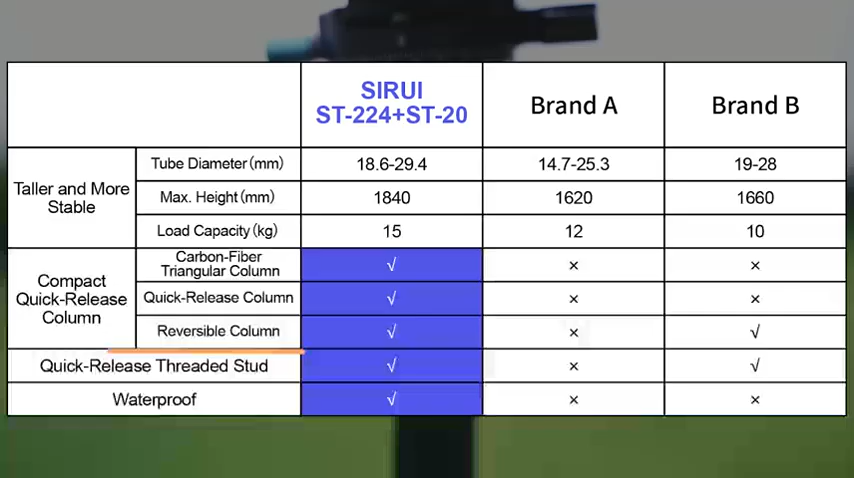 SIRUI
ST-224+ST-20
Brand A
Brand B
Taller and More
Stable
Tube Diameter(mm)
18.6-29.4
14.7-25.3
19-28
Max. Height(mm)
1840
1620
1660
Load Capacity(kg)
15
12
10
Compact
Quick-Release
Column
Carbon-Fiber
Triangular Column
√
×
×
Quick-Release Column
√
×
×
Reversible Column
√
×
√
Quick-Release Threaded Stud
√
×
√
Waterproof
√
×
×